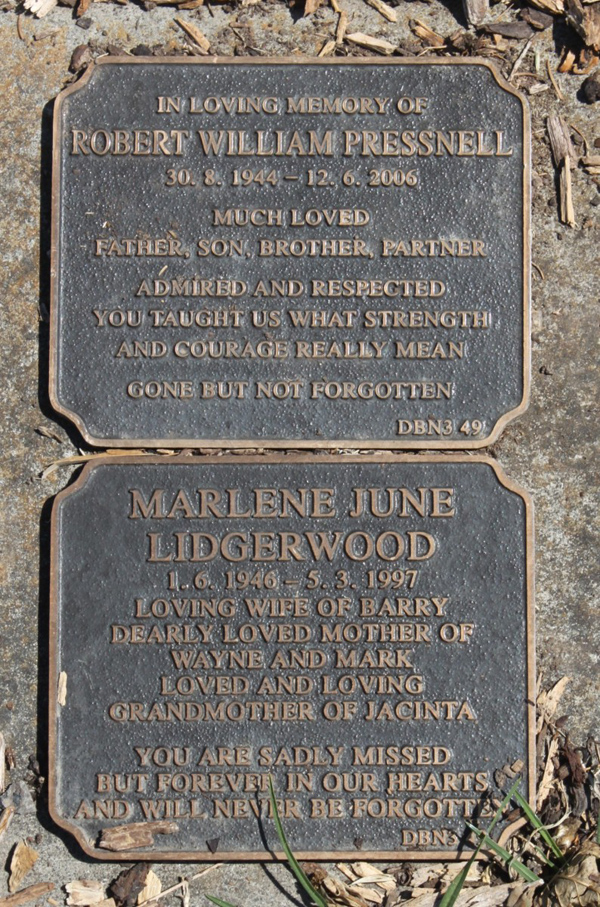 IN LOVING MEMORY OF
ROBERT WILLIAM PRESSNELL
30. 8. 1944 – 12. 6. 2006
MUCH LOVED
FATHER, SON, BROTHER, PARTNER
ADMIRED AND RESPECTED
YOU TAUGHT US WHAT STRENGTH
AND COURAGE REALLY MEAN
GONE BUT NOT FORGOTTEN
DBN3 49
MARLENE JUNE
LIDGERWOOD
1. 6. 1946 – 5. 3. 1997
LOVING WIFE OF BARRY
DEARLY LOVED MOTHER OF
WAYNE AND MARK
LOVED AND LOVING
GRANDMOTHER OF JACINTA
YOU ARE SADLY MISSED
BUT FOREVER IN OUR HEARTS
AND WILL NEVER BE FORGOTTEN